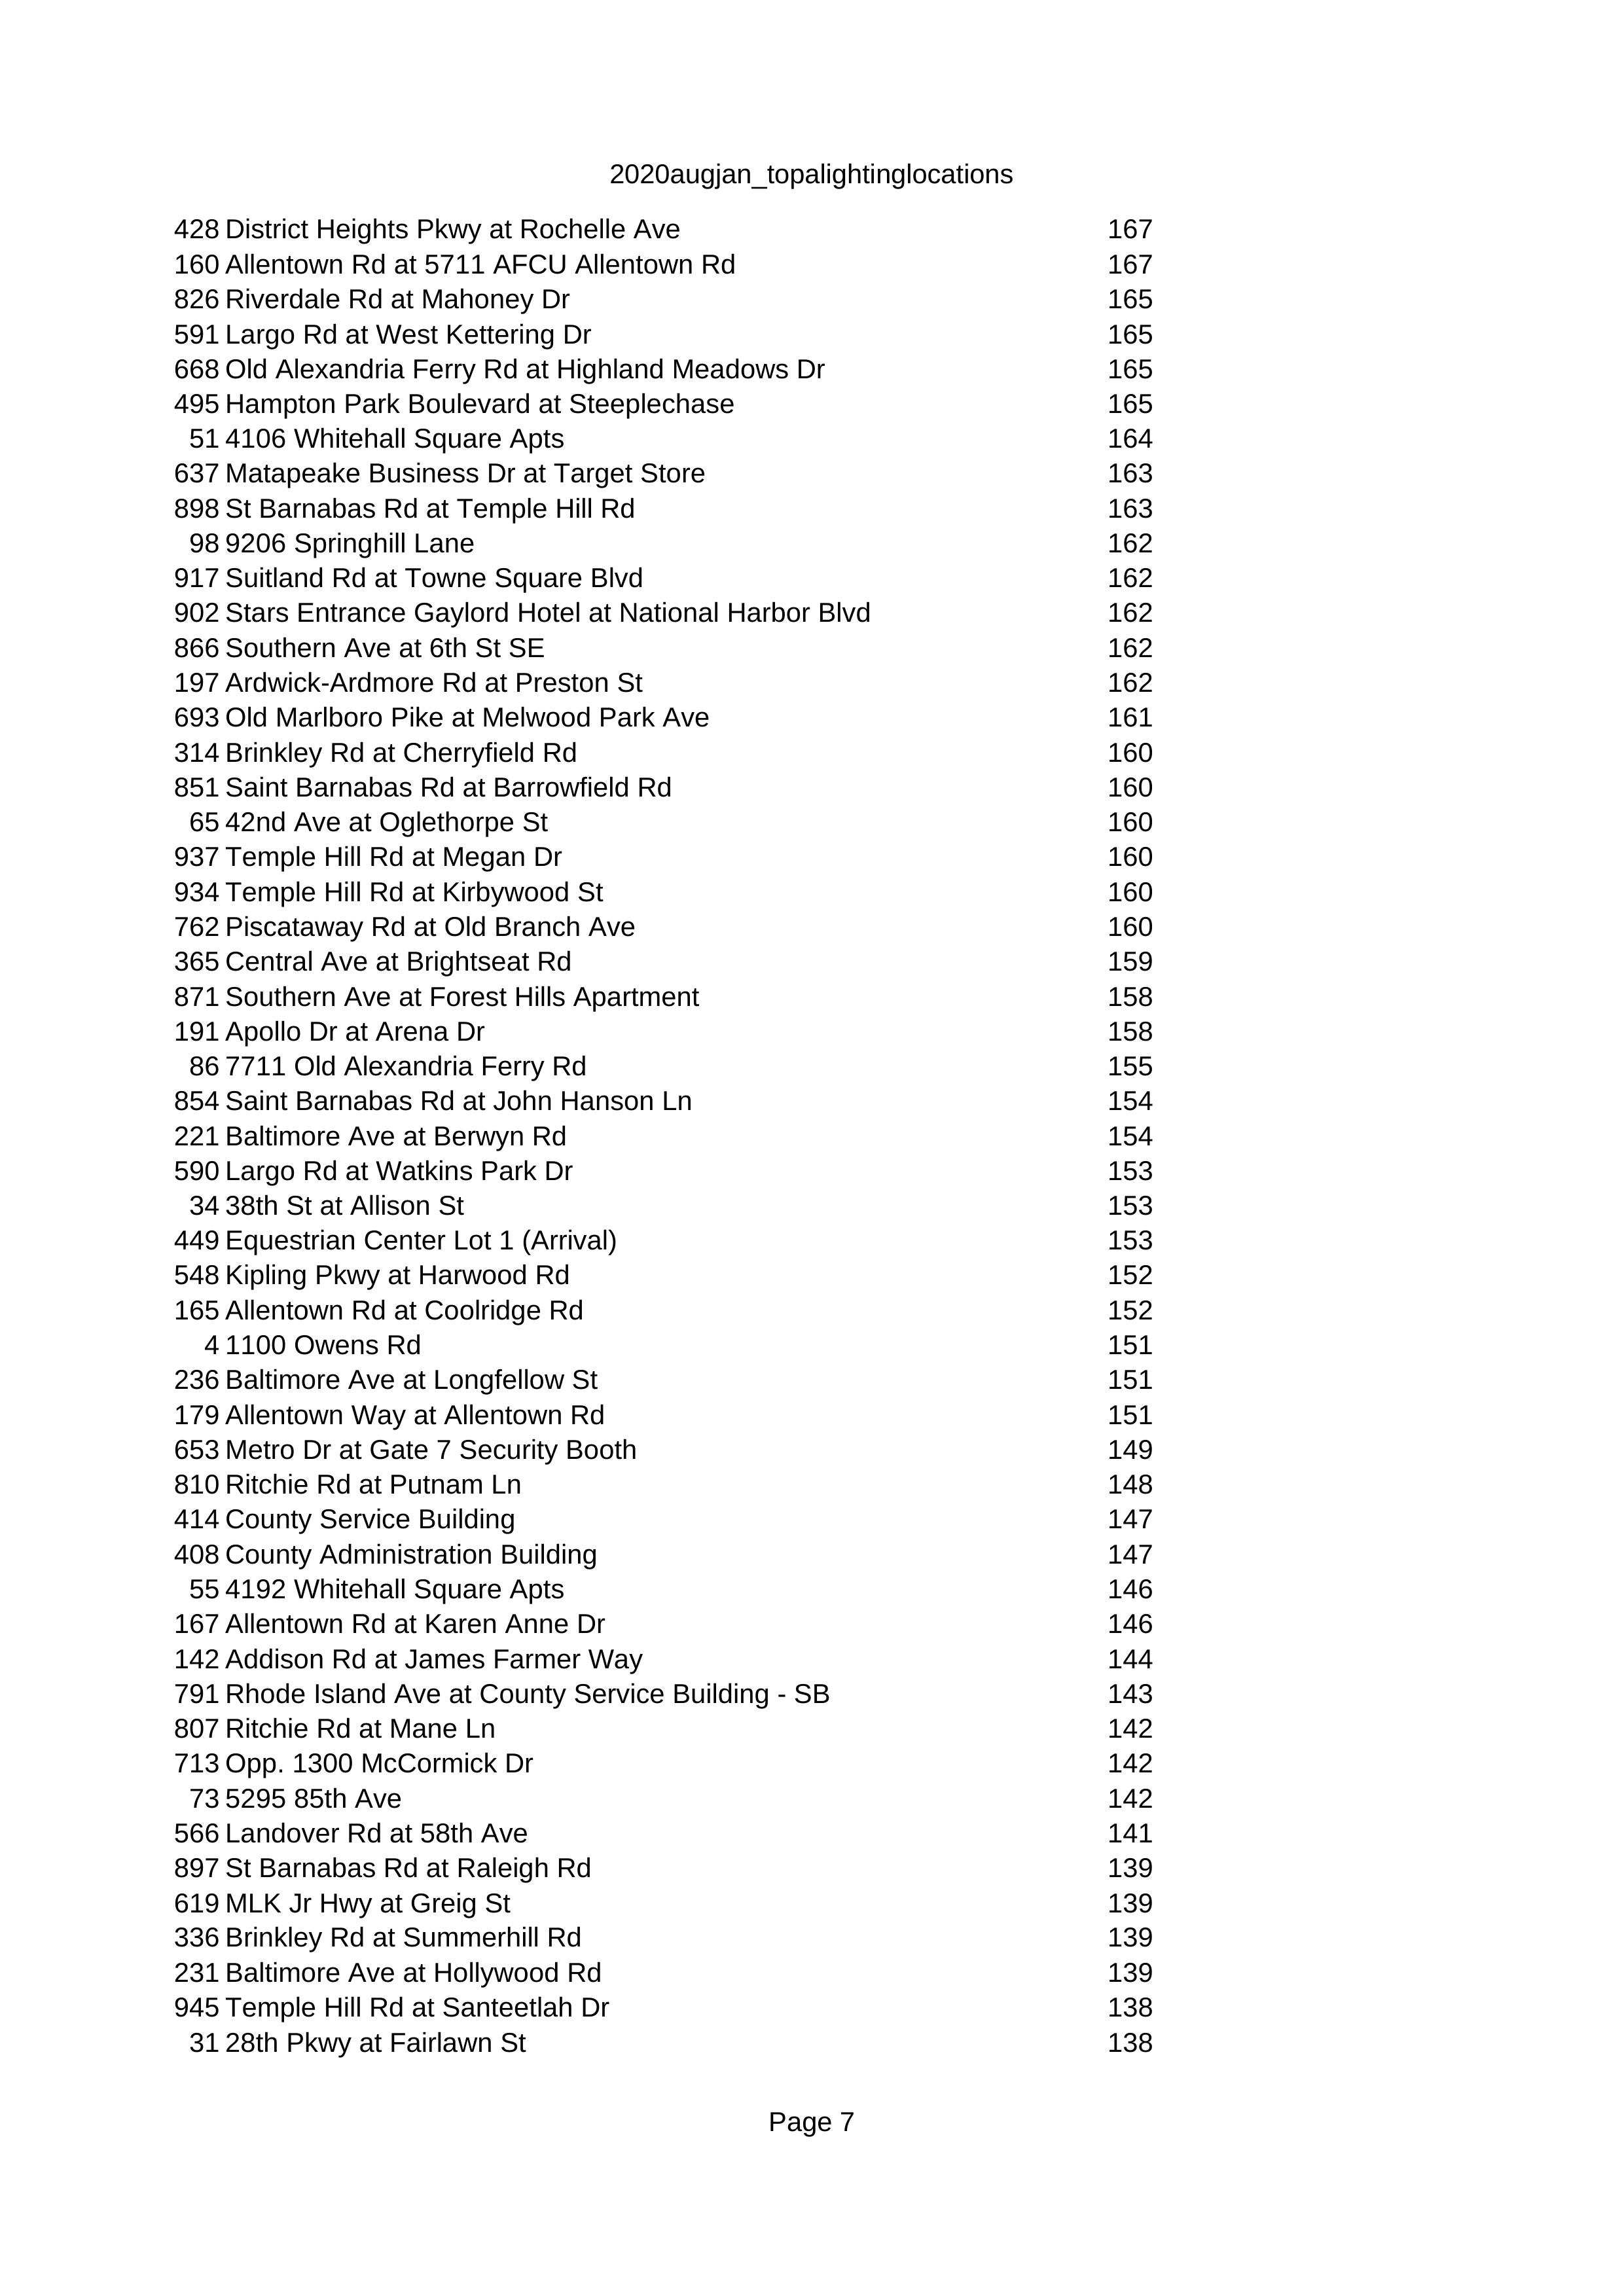 2020augjan_topalightinglocations
428 District Heights Pkwy at Rochelle Ave 167
160 Allentown Rd at 5711 AFCU Allentown Rd 167
826 Riverdale Rd at Mahoney Dr 165
591 Largo Rd at West Kettering Dr 165
668 Old Alexandria Ferry Rd at Highland Meadows Dr 165
495 Hampton Park Boulevard at Steeplechase 165
51 4106 Whitehall Square Apts 164
637 Matapeake Business Dr at Target Store 163
898 St Barnabas Rd at Temple Hill Rd 163
98 9206 Springhill Lane 162
917 Suitland Rd at Towne Square Blvd 162
902 Stars Entrance Gaylord Hotel at National Harbor Blvd 162
866 Southern Ave at 6th St SE 162
197 Ardwick-Ardmore Rd at Preston St 162
693 Old Marlboro Pike at Melwood Park Ave 161
314 Brinkley Rd at Cherryfield Rd 160
851 Saint Barnabas Rd at Barrowfield Rd 160
65 42nd Ave at Oglethorpe St 160
937 Temple Hill Rd at Megan Dr 160
934 Temple Hill Rd at Kirbywood St 160
762 Piscataway Rd at Old Branch Ave 160
365 Central Ave at Brightseat Rd 159
871 Southern Ave at Forest Hills Apartment 158
191 Apollo Dr at Arena Dr 158
86 7711 Old Alexandria Ferry Rd 155
854 Saint Barnabas Rd at John Hanson Ln 154
221 Baltimore Ave at Berwyn Rd 154
590 Largo Rd at Watkins Park Dr 153
34 38th St at Allison St 153
449 Equestrian Center Lot 1 (Arrival) 153
548 Kipling Pkwy at Harwood Rd 152
165 Allentown Rd at Coolridge Rd 152
4 1100 Owens Rd 151
236 Baltimore Ave at Longfellow St 151
179 Allentown Way at Allentown Rd 151
653 Metro Dr at Gate 7 Security Booth 149
810 Ritchie Rd at Putnam Ln 148
414 County Service Building 147
408 County Administration Building 147
55 4192 Whitehall Square Apts 146
167 Allentown Rd at Karen Anne Dr 146
142 Addison Rd at James Farmer Way 144
791 Rhode Island Ave at County Service Building - SB 143
807 Ritchie Rd at Mane Ln 142
713 Opp. 1300 McCormick Dr 142
73 5295 85th Ave 142
566 Landover Rd at 58th Ave 141
897 St Barnabas Rd at Raleigh Rd 139
619 MLK Jr Hwy at Greig St 139
336 Brinkley Rd at Summerhill Rd 139
231 Baltimore Ave at Hollywood Rd 139
945 Temple Hill Rd at Santeetlah Dr 138
31 28th Pkwy at Fairlawn St 138
Page 7